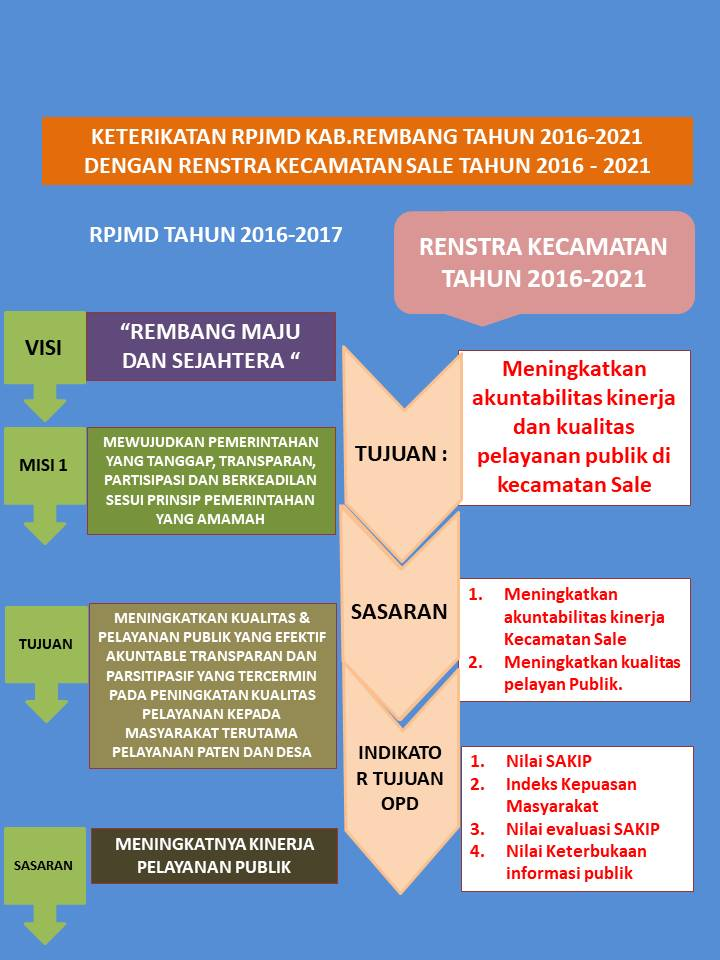 KETERIKATAN RPJMD KAB.REMBANG TAHUN 2016-2021
DENGAN RENSTRA KECAMATAN SALE TAHUN 2016 - 2021
RPJMD TAHUN 2016-2017
RENSTRA KECAMATAN
TAHUN 2016-2021
VISI
“REMBANG MAJU
DAN SEJAHTERA “
MISI 1
MEWUJUDKAN PEMERINTAHAN
YANG TANGGAP, TRANSPARAN,
PARTISIPASI DAN BERKEADILAN
SESUI PRINSIP PEMERINTAHAN
YANG AMAMAH
TUJUAN
MENINGKATKAN KUALITAS &
PELAYANAN PUBLIK YANG EFEKTIF
AKUNTABLE TRANSPARAN DAN
PARSITIPASIF YANG TERCERMIN
PADA PENINGKATAN KUALITAS
PELAYANAN KEPADA
MASYARAKAT TERUTAMA
PELAYANAN PATEN DAN DESA
SASARAN
MENINGKATNYA KINERJA
PELAYANAN PUBLIK
TUJUAN :
Meningkatkan
akuntabilitas kinerja
dan kualitas
pelayanan publik di
kecamatan Sale
SASARAN
1. Meningkatkan
akuntabilitas kinerja
Kecamatan Sale
2. Meningkatkan kualitas
pelayan Publik.
INDIKATO
R TUJUAN
OPD
1. Nilai SAKIP
2. Indeks Kepuasan
Masyarakat
3. Nilai evaluasi SAKIP
4. Nilai Keterbukaan
informasi publik